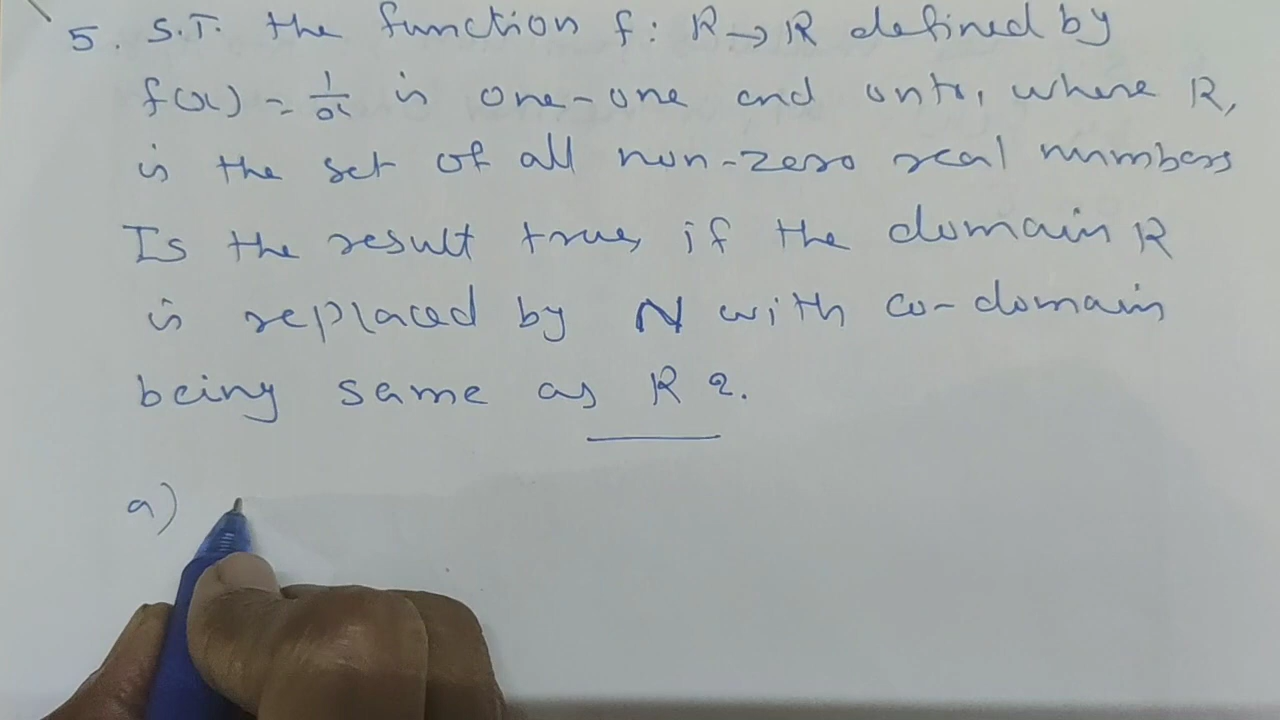 5. S.T. the function f: R→R defined by
f(x) = 1/x is one-one and onto, where R,
is the set of all non-zero real numbers
Is the result true, if the domain R
is replaced by N with co-domain
being same as R ?.
a)